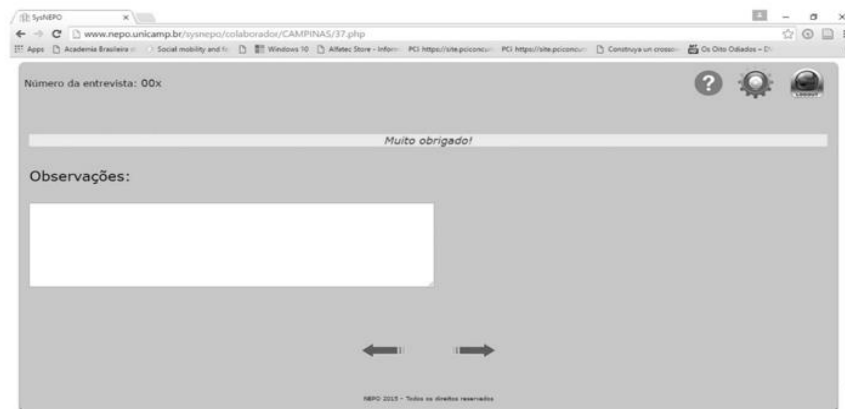 SysNEPO
www.nepo.unicamp.br/sysnepo/colaborador/CAMPINAS/37.php
Apps Academia Brasileira d Social mobility and Windows 10 Alfatec Store - Inform PCI https://site.pciconcur PCI https://site.pciconcur Construya un Os Oito Odiados - D
Número da entrevista: 00x
LOGOUT
Muito obrigado!
Observações:
NEPO 2015 - Todos os direitos reservados